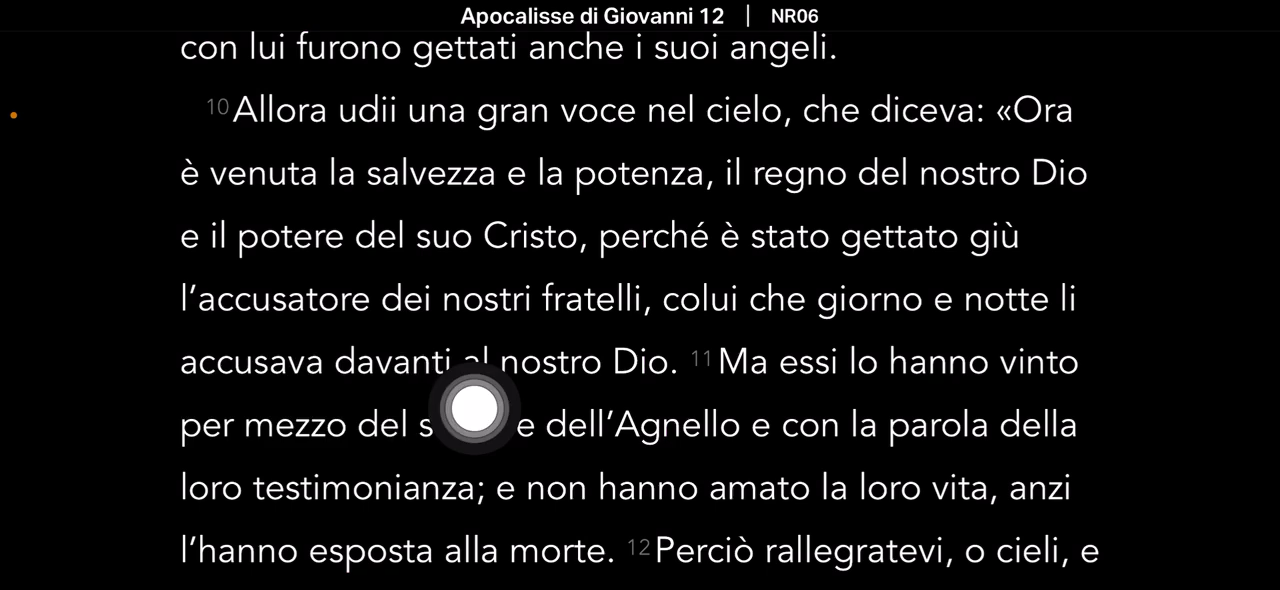 Apocalisse di Giovanni 12 | NR06
con lui furono gettati anche i suoi angeli.
10 Allora udii una gran voce nel cielo, che diceva: «Ora
è venuta la salvezza e la potenza, il regno del nostro Dio
e il potere del suo Cristo, perché è stato gettato giù
l’accusatore dei nostri fratelli, colui che giorno e notte li
accusava davanti al nostro Dio. 11 Ma essi lo hanno vinto
per mezzo del dell’Agnello e con la parola della
loro testimonianza; e non hanno amato la loro vita, anzi
l’hanno esposta alla morte. 12 Perciò rallegratevi, o cieli, e